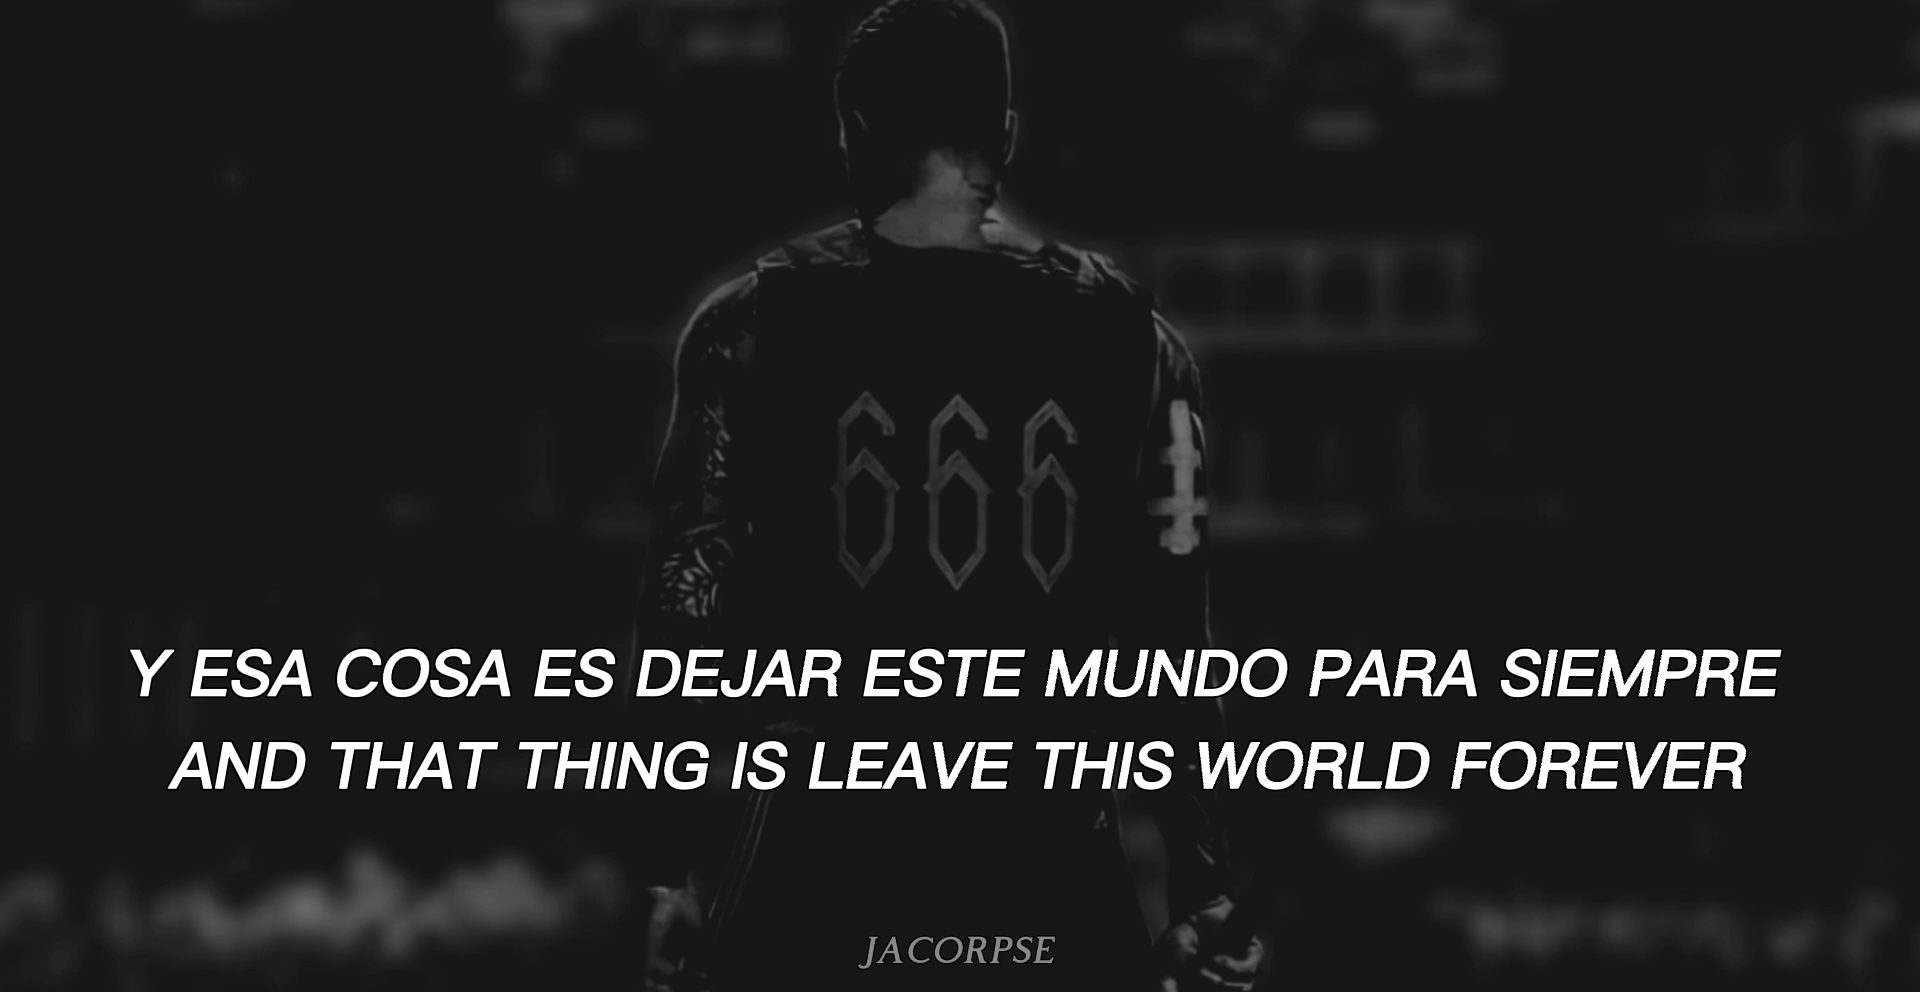 666
Y ESA COSA ES DEJAR ESTE MUNDO PARA SIEMPRE
AND THAT THING IS LEAVE THIS WORLD FOREVER
JACORPSE